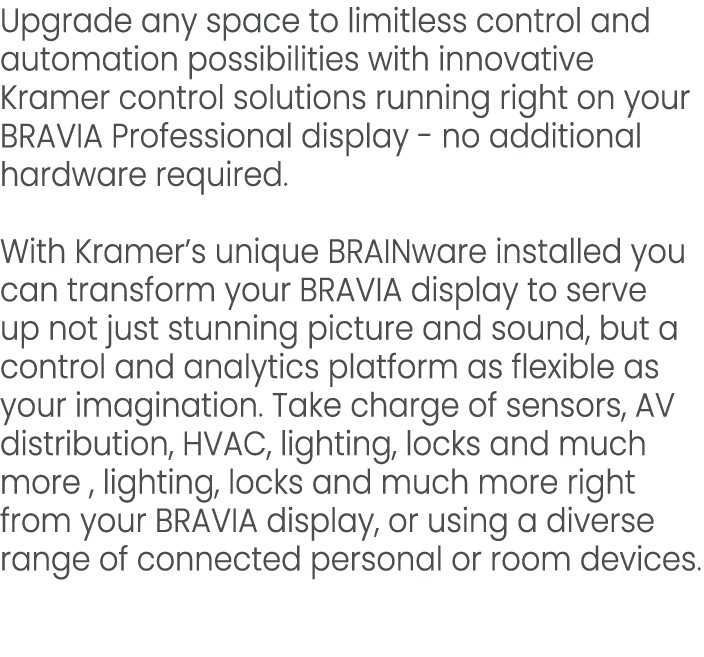 Upgrade any space to limitless control and
automation possibilities with innovative
Kramer control solutions running right on your
BRAVIA Professional display - no additional
hardware required.

With Kramer’s unique BRAINware installed you
can transform your BRAVIA display to serve
up not just stunning picture and sound, but a
control and analytics platform as flexible as
your imagination. Take charge of sensors, AV
distribution, HVAC, lighting, locks and much
more , lighting, locks and much more right
from your BRAVIA display, or using a diverse
range of connected personal or room devices.